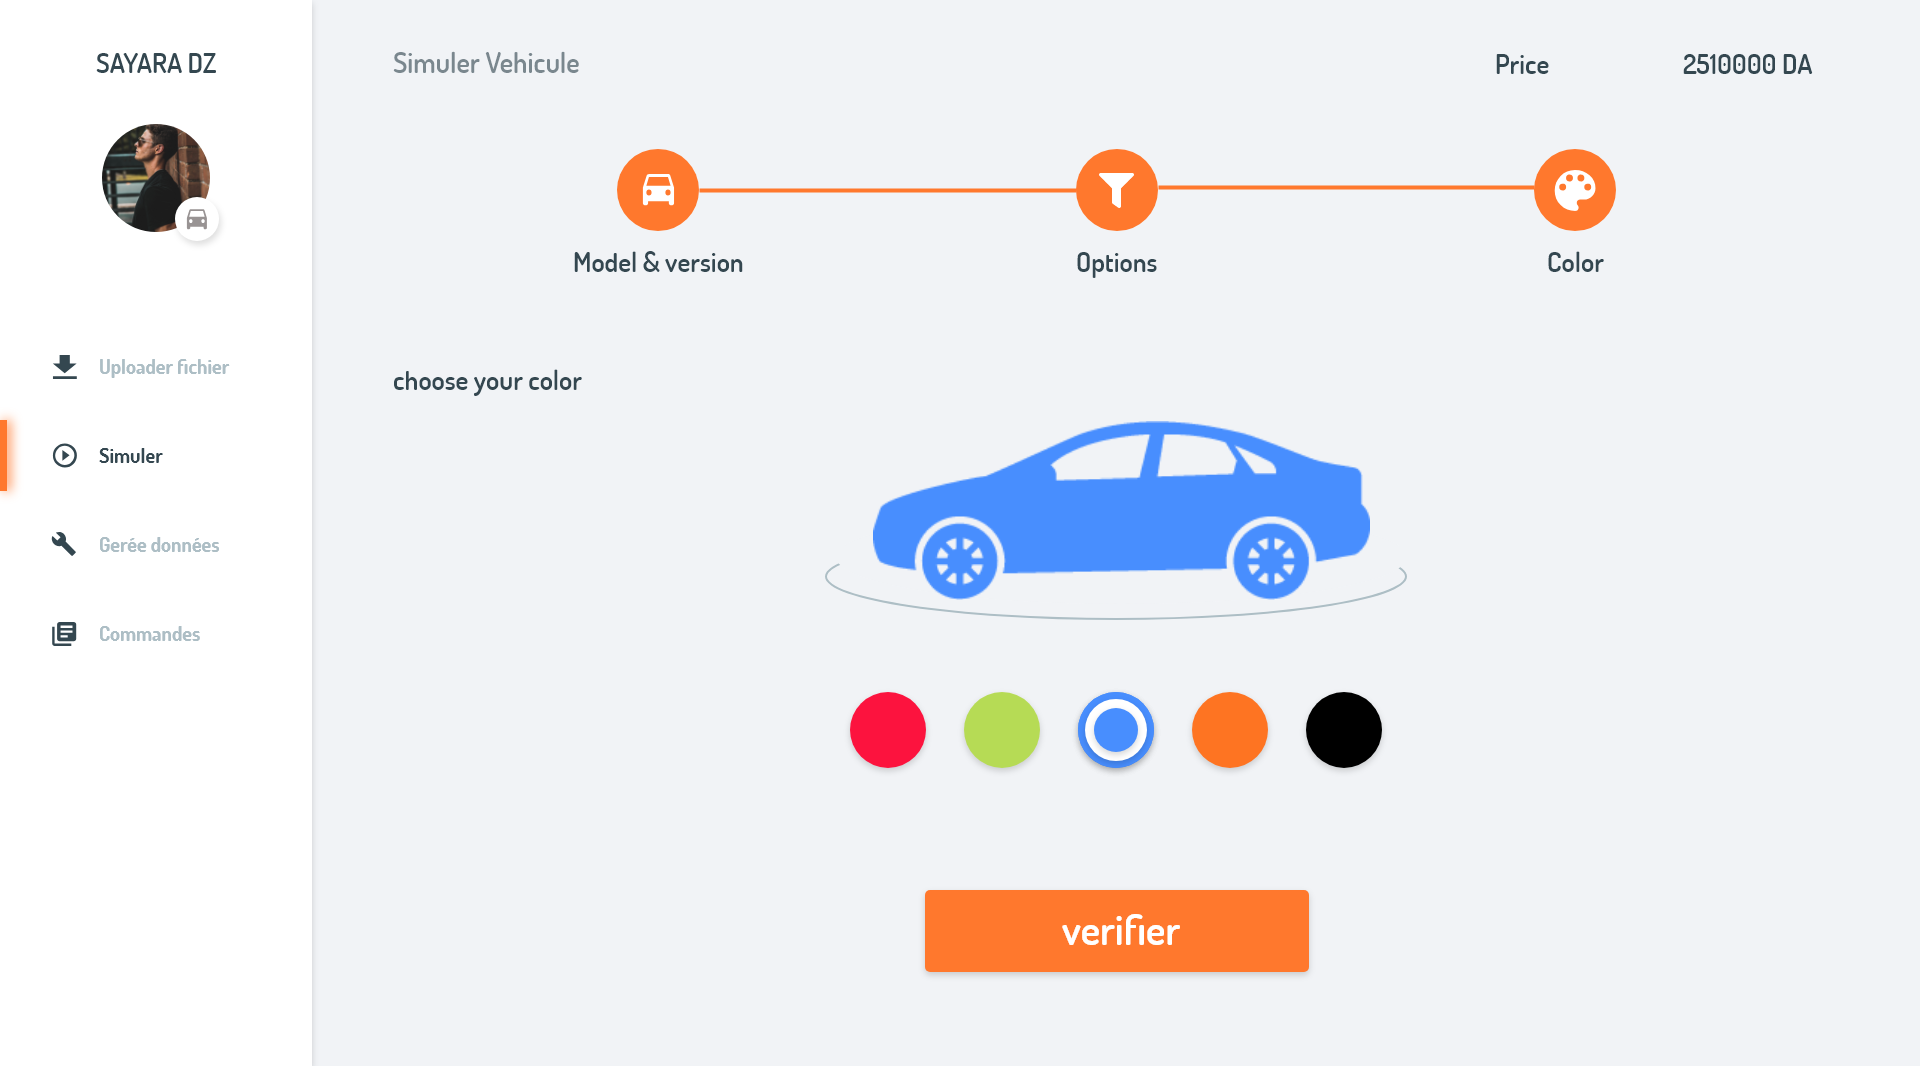 SAYARA DZ
Simuler Vehicule
Price
2510000 DA
Model & version
Options
Color
Uploader fichier
Simuler
Gerée données
Commandes
choose your color
verifier